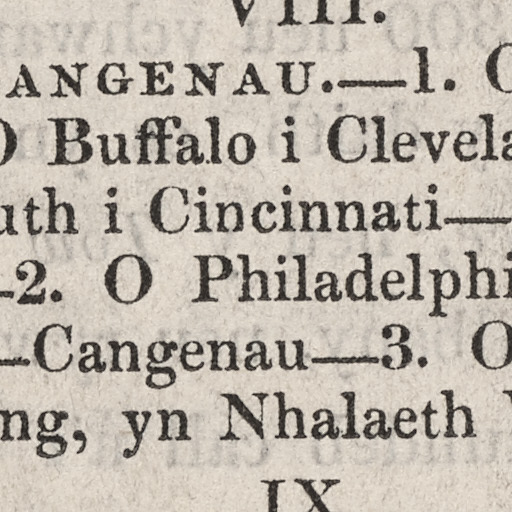 VIII.
ANGENAU.—1. O
O Buffalo i Clevela
uth i Cincinnati—
-2. O Philadelphi
—Cangenau—3. O
ng, yn Nhalaeth
IX